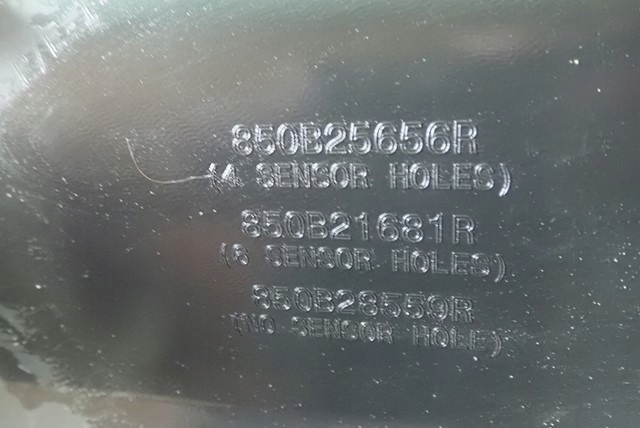 850B25656R
(4 SENSOR HOLES)
850B21681R
(6 SENSOR HOLES)
850B28559R
(NO SENSOR HOLE)